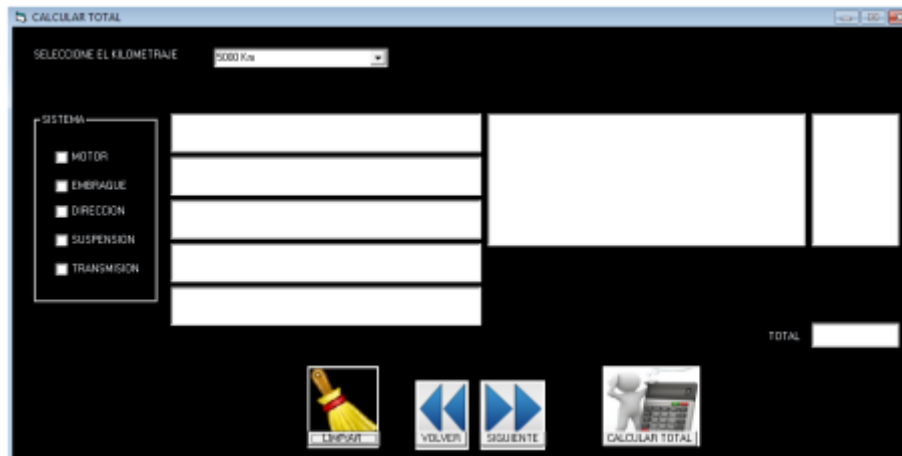 CALCULAR TOTAL
SELECCIONE EL KILOMETRAJE
5000 Km
SISTEMA
MOTOR
EMBRAGUE
DIRECCION
SUSPENSION
TRANSMISION
TOTAL
LIMPIAR
VOLVER
SIGUIENTE
CALCULAR TOTAL